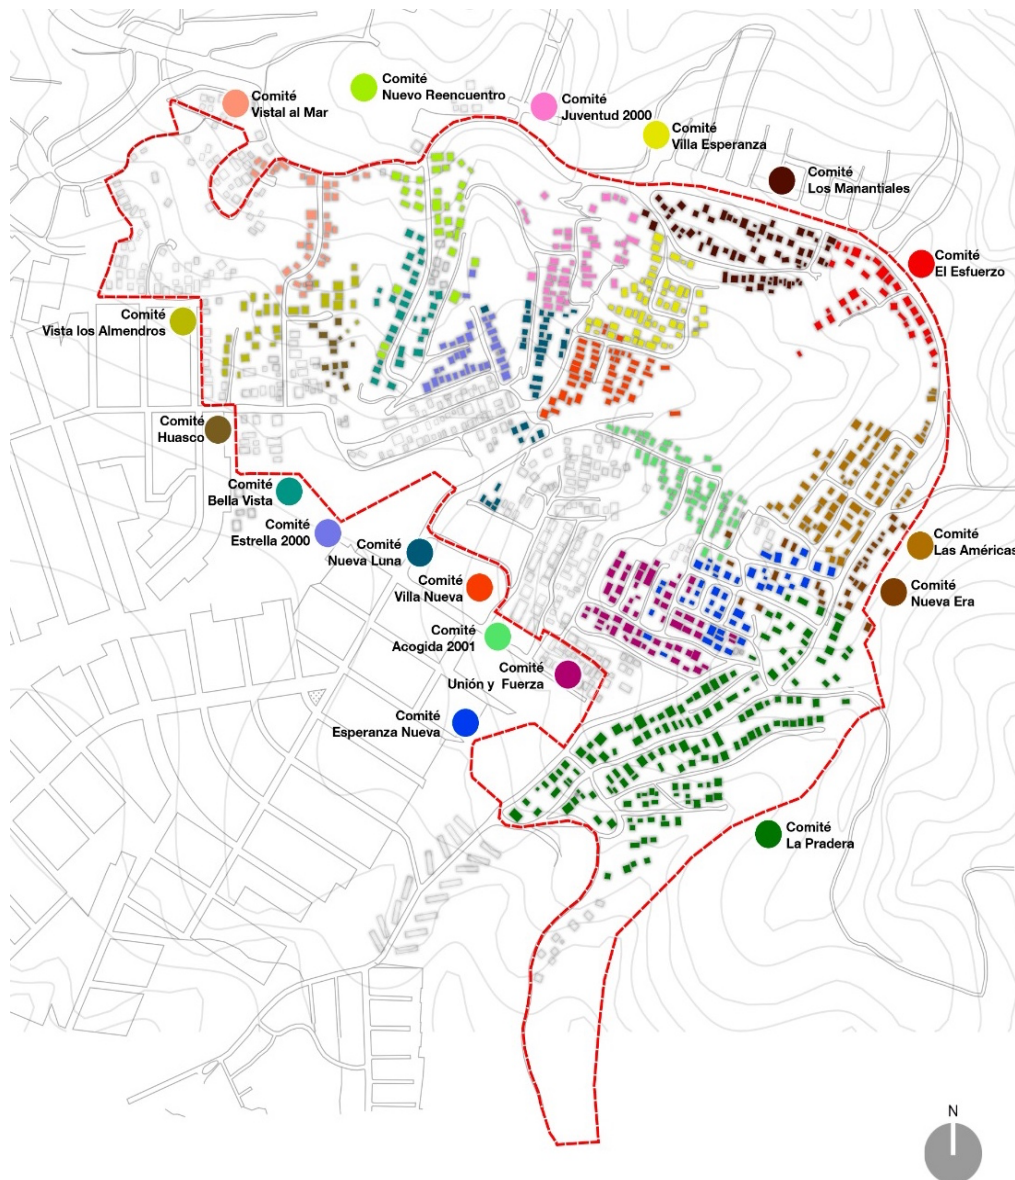 Comité
Vistal al Mar
Comité
Nuevo Reencuentro
Comité
Juventud 2000
Comité
Villa Esperanza
Comité
Los Manantiales
Comité
El Esfuerzo
Comité
Vista los Almendros
Comité
Huasco
Comité
Bella Vista
Comité
Estrella 2000
Comité
Nueva Luna
Comité
Villa Nueva
Comité
Acogida 2001
Comité
Unión y Fuerza
Comité
Esperanza Nueva
Comité
Las Américas
Comité
Nueva Era
Comité
La Pradera
N